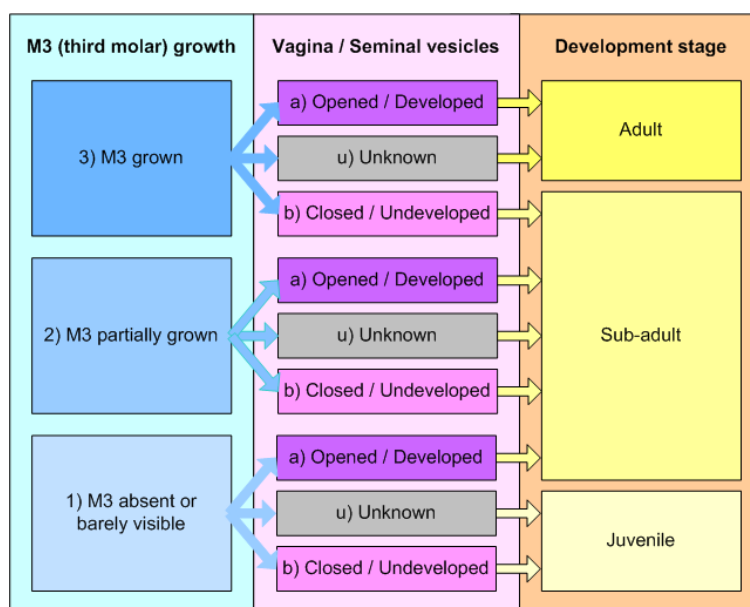 M3 (third molar) growth
Vagina / Seminal vesicles
Development stage
3) M3 grown
a) Opened / Developed
u) Unknown
b) Closed / Undeveloped
Adult
2) M3 partially grown
a) Opened / Developed
u) Unknown
b) Closed / Undeveloped
Sub-adult
1) M3 absent or
barely visible
a) Opened / Developed
u) Unknown
b) Closed / Undeveloped
Juvenile